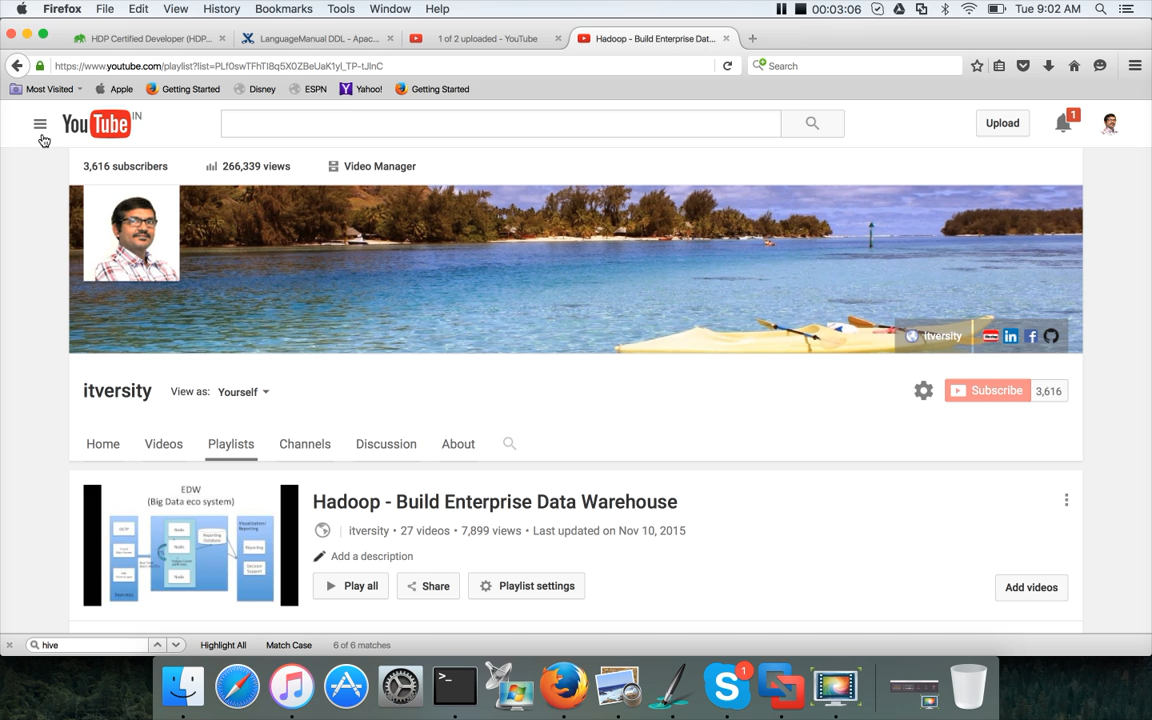 Firefox File Edit View History Bookmarks Tools Window Help 00:03:06 Tue 9:02 AM
HDP Certified Developer (HDP... × LanguageManual DDL - Apac... × 1 of 2 uploaded - YouTube × Hadoop - Build Enterprise Dat... × +
https://www.youtube.com/playlist?list=PLf0swTFhTI8q5X0ZBeUaK1yl_TP-tJlnC Search
Most Visited Apple Getting Started Disney ESPN Yahoo! Getting Started
YouTube IN Upload 1
3,616 subscribers 266,339 views Video Manager
itversity
itversity View as: Yourself Subscribe 3,616
Home Videos Playlists Channels Discussion About
EDW
(Big Data eco system)
Hadoop - Build Enterprise Data Warehouse
itversity • 27 videos • 7,899 views • Last updated on Nov 10, 2015
Add a description
Play all Share Playlist settings Add videos
hive Highlight All Match Case 6 of 6 matches
1